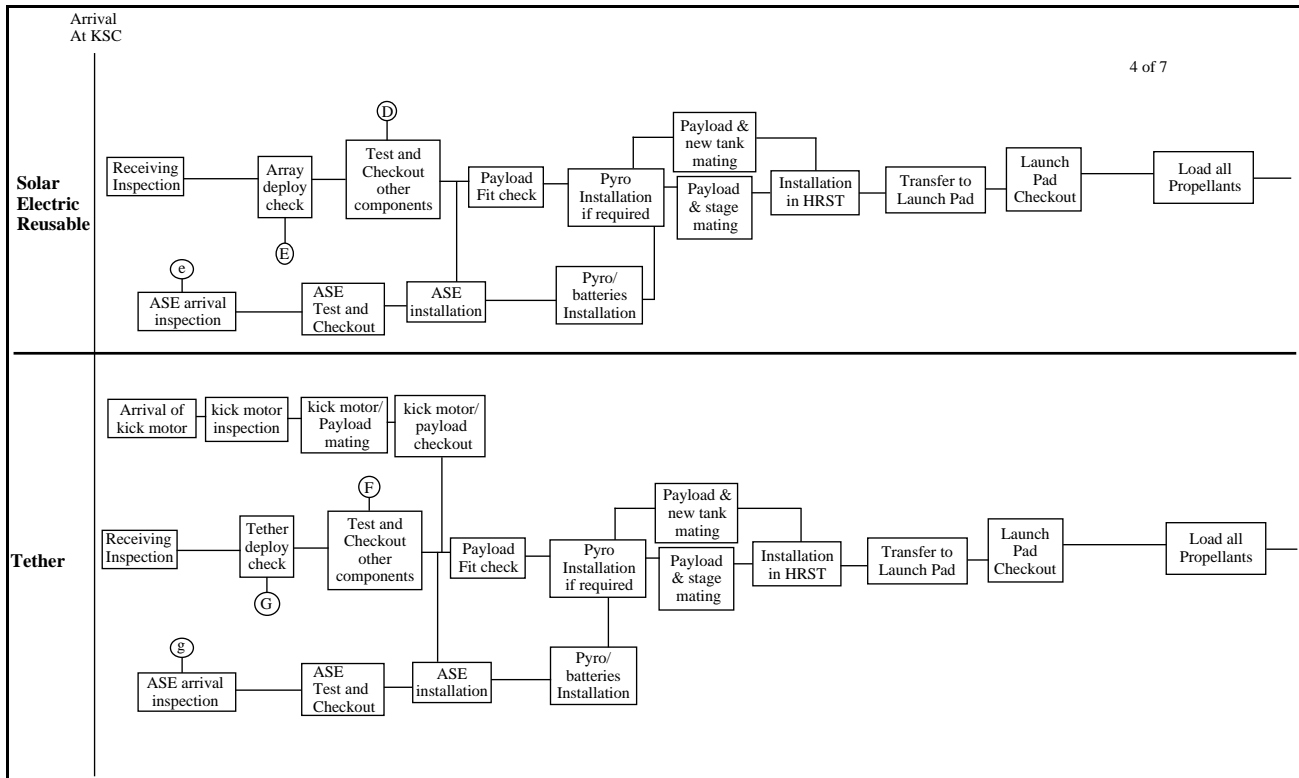 Arrival
At KSC
4 of 7
Solar
Electric
Reusable
Receiving
Inspection
Array
deploy
check
E
D
Test and
Checkout
other
components
Payload
Fit check
Pyro
Installation
if required
Payload &
new tank
mating
Payload
& stage
mating
Installation
in HRST
Transfer to
Launch Pad
Launch
Pad
Checkout
Load all
Propellants
e
ASE arrival
inspection
ASE
Test and
Checkout
ASE
installation
Pyro/
batteries
Installation
Tether
Arrival of
kick motor
kick motor
inspection
kick motor/
Payload
mating
kick motor/
payload
checkout
Receiving
Inspection
Tether
deploy
check
G
F
Test and
Checkout
other
components
Payload
Fit check
Pyro
Installation
if required
Payload &
new tank
mating
Payload
& stage
mating
Installation
in HRST
Transfer to
Launch Pad
Launch
Pad
Checkout
Load all
Propellants
g
ASE arrival
inspection
ASE
Test and
Checkout
ASE
installation
Pyro/
batteries
Installation